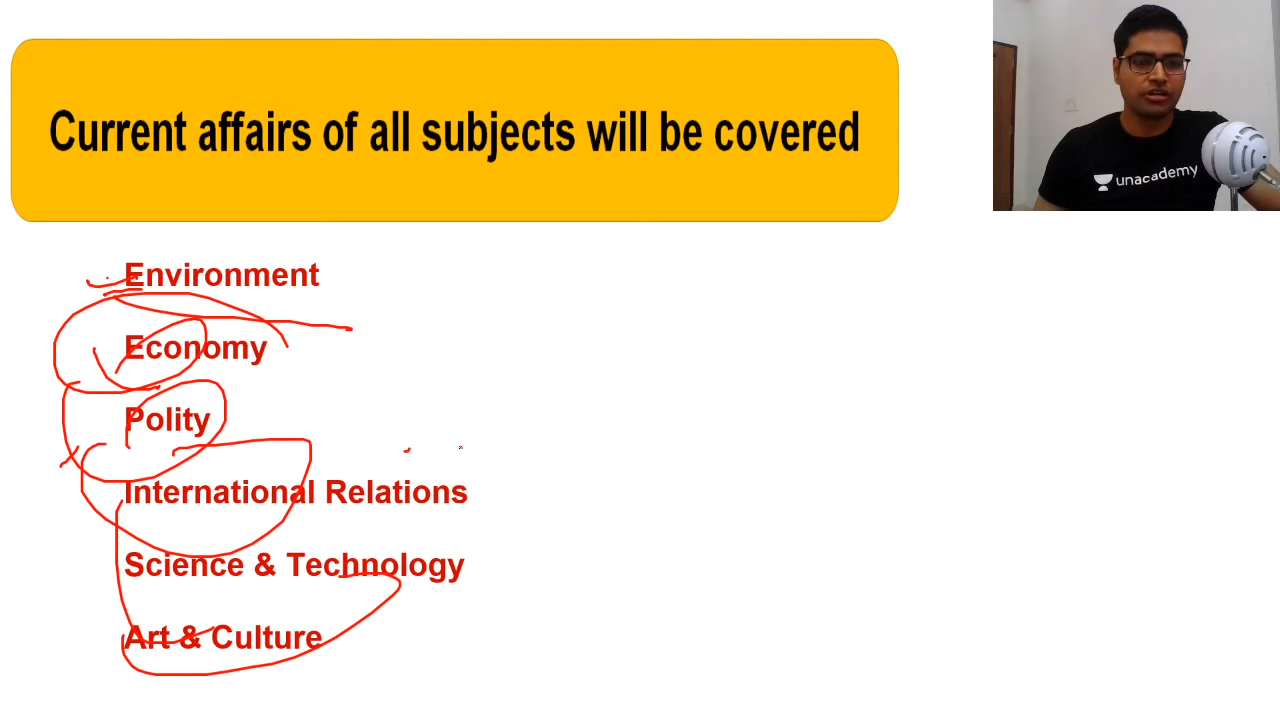 Current affairs of all subjects will be covered
unacademy
Environment
Economy
Polity
International Relations
Science & Technology
Art & Culture